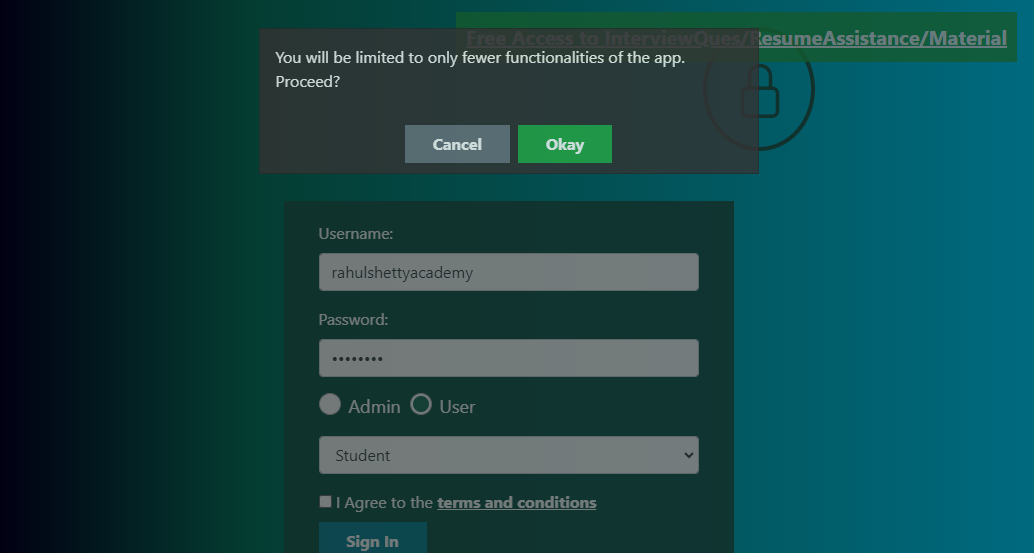 Free Access to InterviewQues/ResumeAssistance/Material
You will be limited to only fewer functionalities of the app.
Proceed?
Cancel Okay
Username:
rahulshettyacademy
Password:
••••••••
Admin User
Student
I Agree to the terms and conditions
Sign In